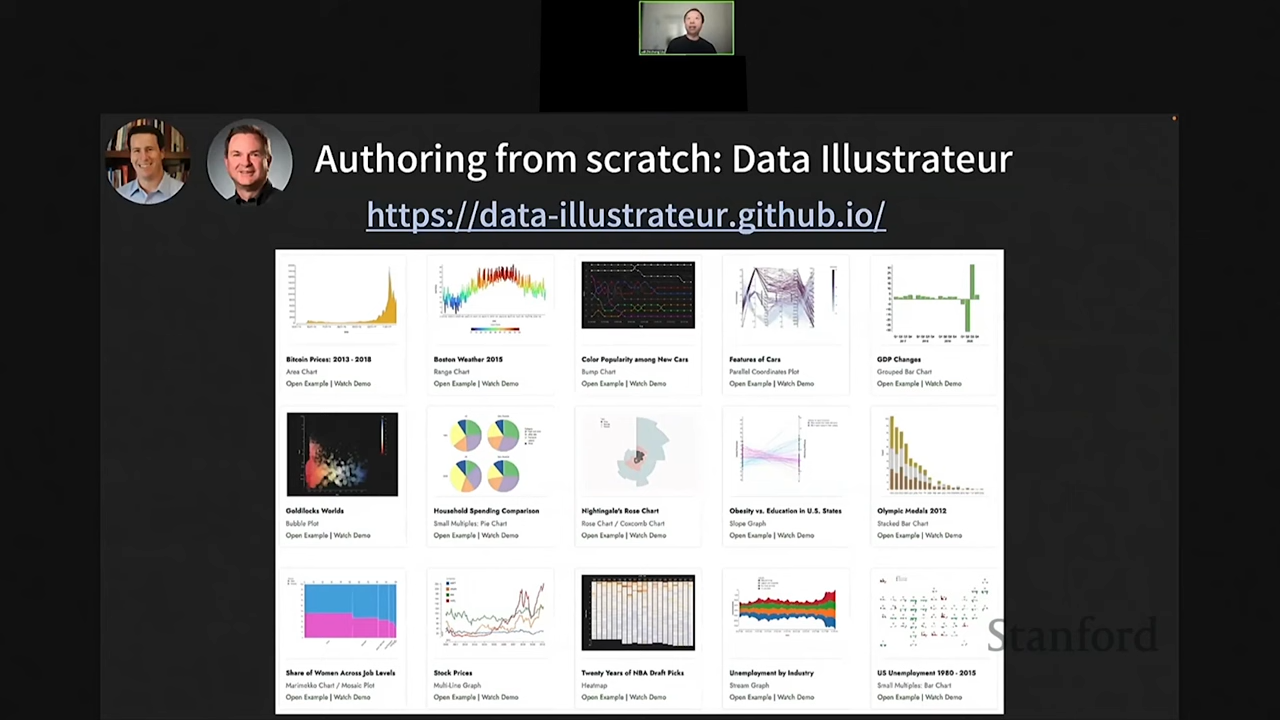 Authoring from scratch: Data Illustrateur
https://data-illustrateur.github.io/
Bitcoin Prices: 2013 - 2018
Area Chart
Open Example | Watch Demo
Boston Weather 2015
Range Chart
Open Example | Watch Demo
Color Popularity among New Cars
Bump Chart
Open Example | Watch Demo
Features of Cars
Parallel Coordinates Plot
Open Example | Watch Demo
GDP Changes
Grouped Bar Chart
Open Example | Watch Demo
Goldilocks Worlds
Bubble Plot
Open Example | Watch Demo
Household Spending Comparison
Small Multiples: Pie Chart
Open Example | Watch Demo
Nightingale's Rose Chart
Rose Chart / Coxcomb Chart
Open Example | Watch Demo
Obesity vs. Education in U.S. States
Slope Graph
Open Example | Watch Demo
Olympic Medals 2012
Stacked Bar Chart
Open Example | Watch Demo
Share of Women Across Job Levels
Marimekko Chart / Mosaic Plot
Open Example | Watch Demo
Stock Prices
Multi-Line Graph
Open Example | Watch Demo
Twenty Years of NBA Draft Picks
Heatmap
Open Example | Watch Demo
Unemployment by Industry
Stream Graph
Open Example | Watch Demo
US Unemployment 1980 - 2015
Small Multiples: Bar Chart
Open Example | Watch Demo
Stanford